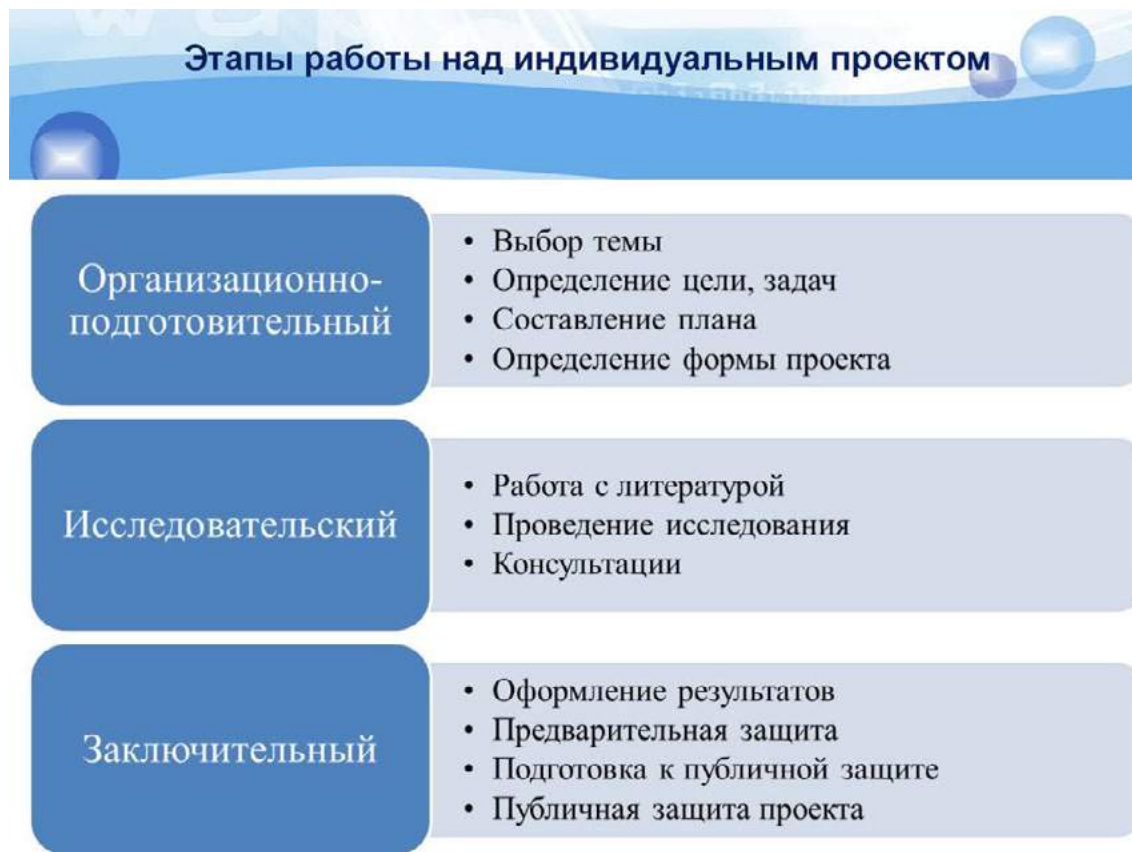 Этапы работы над индивидуальным проектом
Организационно-
подготовительный
• Выбор темы
• Определение цели, задач
• Составление плана
• Определение формы проекта
Исследовательский
• Работа с литературой
• Проведение исследования
• Консультации
Заключительный
• Оформление результатов
• Предварительная защита
• Подготовка к публичной защите
• Публичная защита проекта